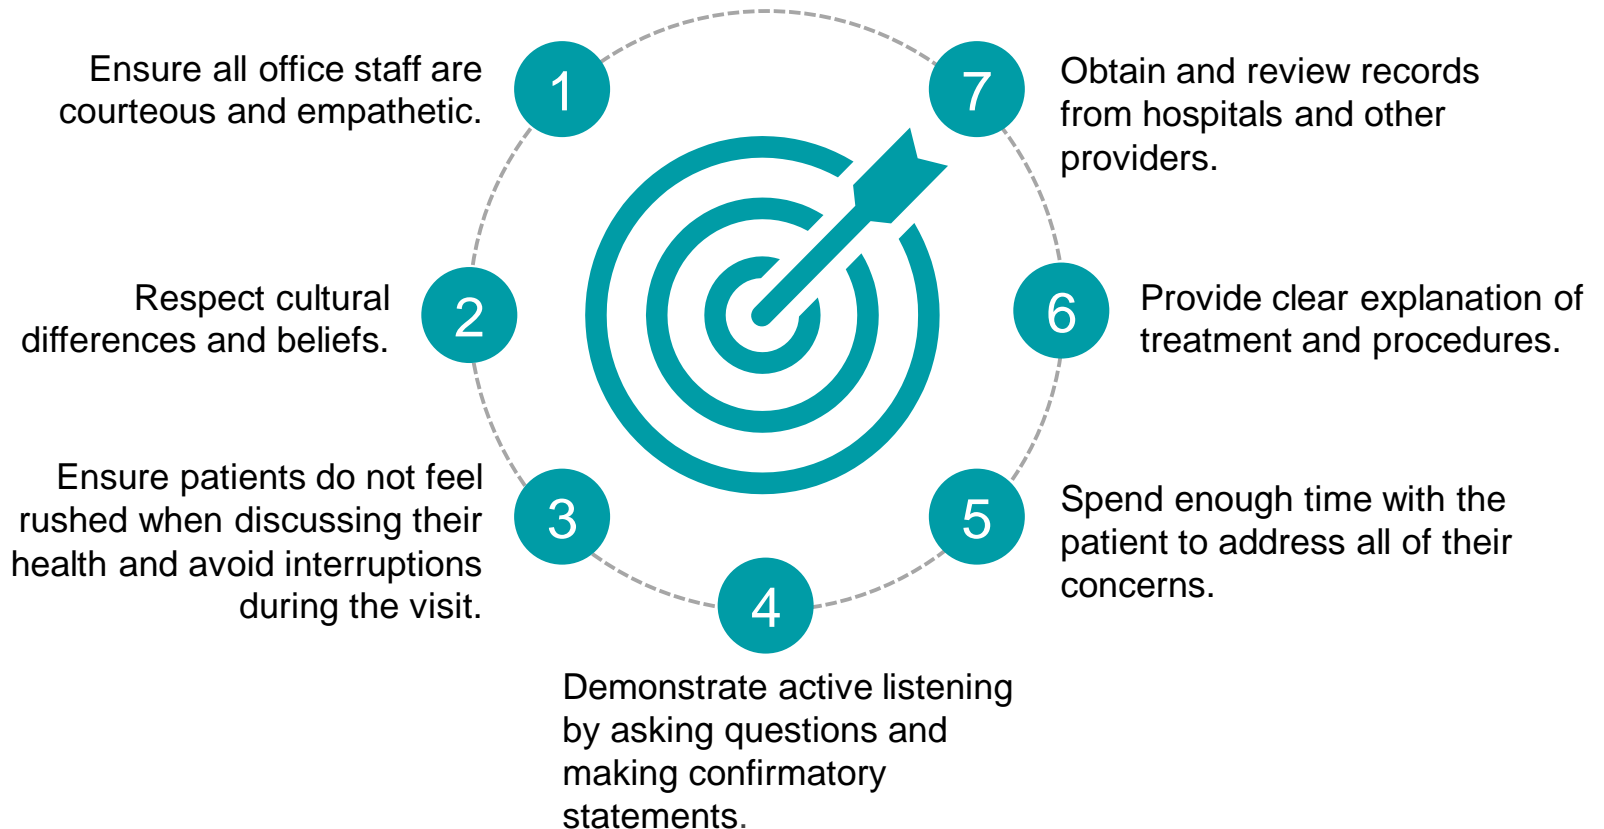 1
Ensure all office staff are
courteous and empathetic.
2
Respect cultural
differences and beliefs.
3
Ensure patients do not feel
rushed when discussing their
health and avoid interruptions
during the visit.
4
Demonstrate active listening
by asking questions and
making confirmatory
statements.
5
Spend enough time with the
patient to address all of their
concerns.
6
Provide clear explanation of
treatment and procedures.
7
Obtain and review records
from hospitals and other
providers.